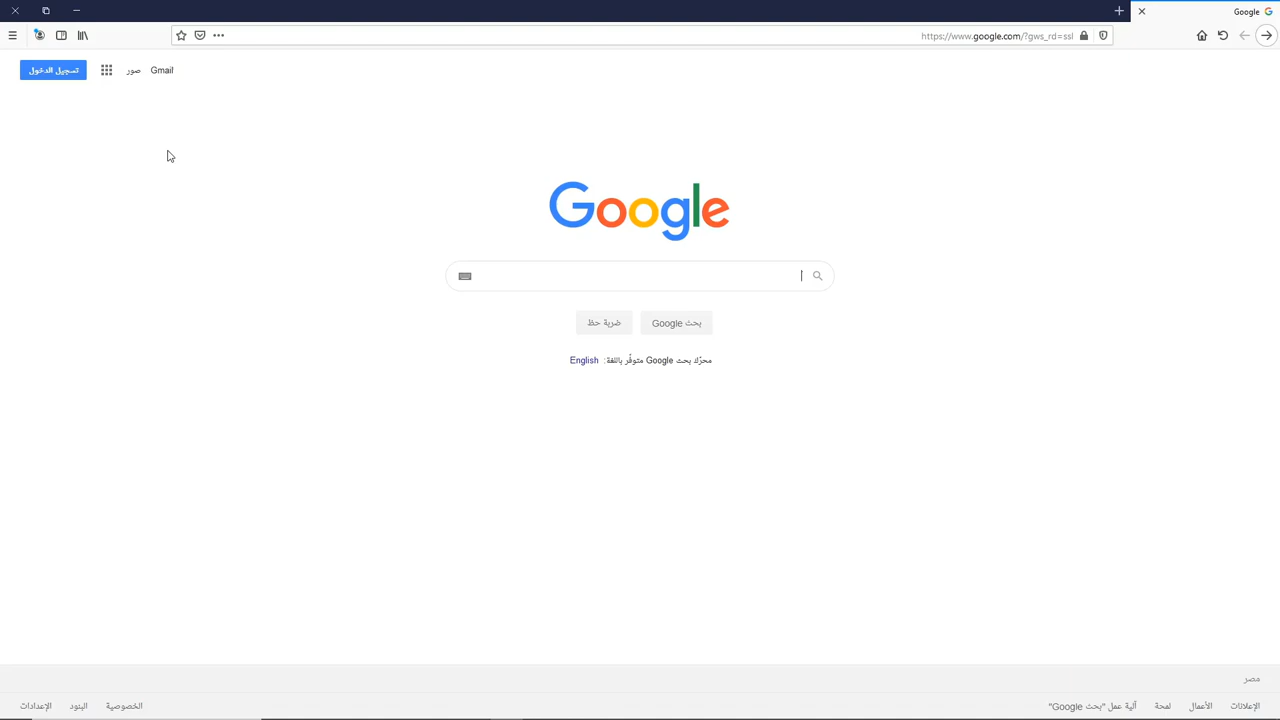 Google
https://www.google.com/?gws_rd=ssl
Gmail صور تسجيل الدخول
Google
بحث Google ضربة حظ
محرّك بحث Google متوفّر باللغة: English
مصر
الإعلانات الأعمال لمحة آلية عمل "بحث Google" الخصوصية البنود الإعدادات